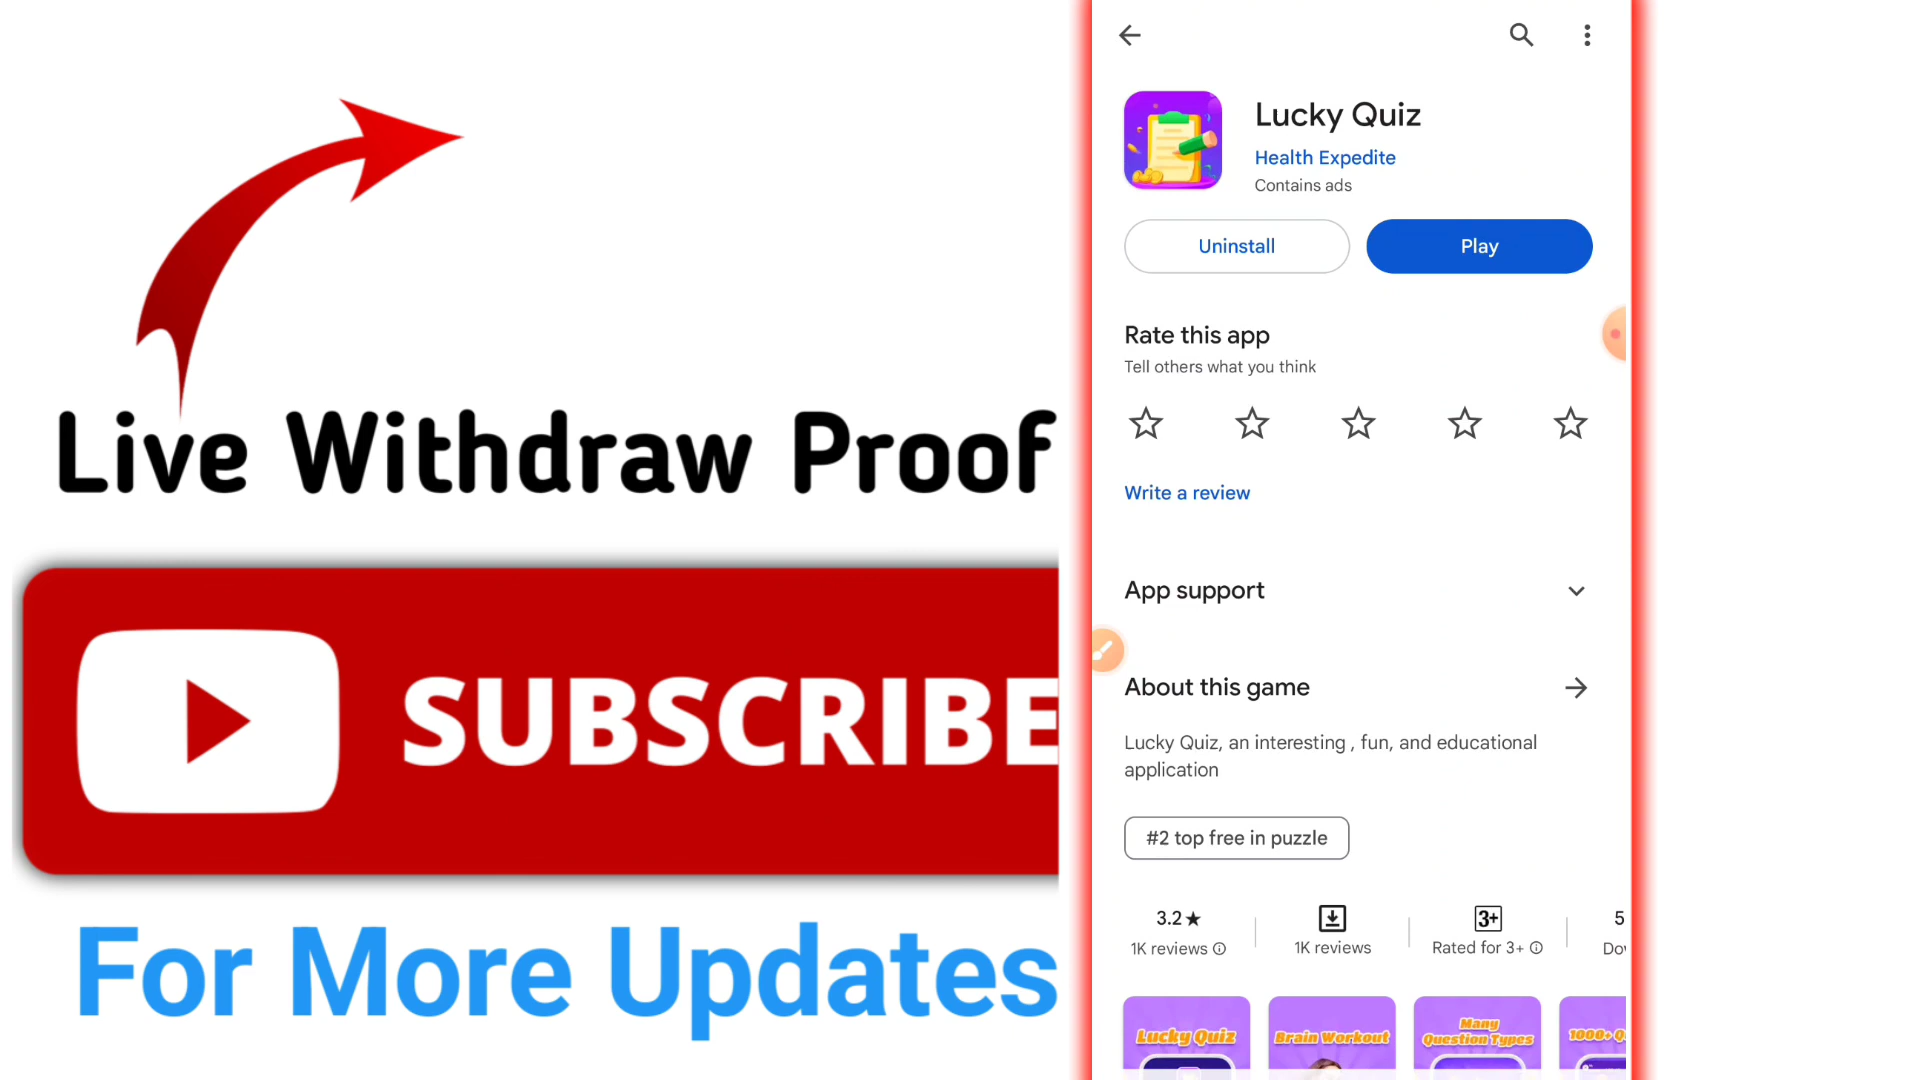 Live Withdraw Proof
SUBSCRIBE
For More Updates
Lucky Quiz
Health Expedite
Contains ads
Uninstall
Play
Rate this app
Tell others what you think
Write a review
App support
About this game
Lucky Quiz, an interesting , fun, and educational
application
#2 top free in puzzle
3.2★
1K reviews
1K reviews
3+
Rated for 3+
5
Dov
Lucky Quiz
Brain Workout
Many
Question Types
1000+ Q